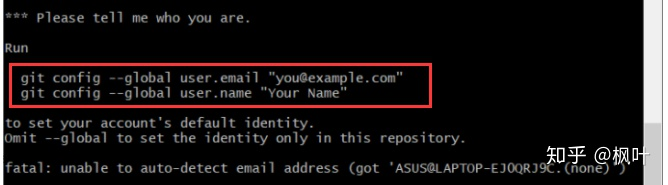 *** Please tell me who you are.
Run
git config --global user.email "you@example.com"
git config --global user.name "Your Name"
to set your account's default identity.
Omit --global to set the identity only in this repository.
fatal: unable to auto-detect email address (got 'ASUS@LAPTOP-EJOQRJ9C.(none)')
知乎 @枫叶